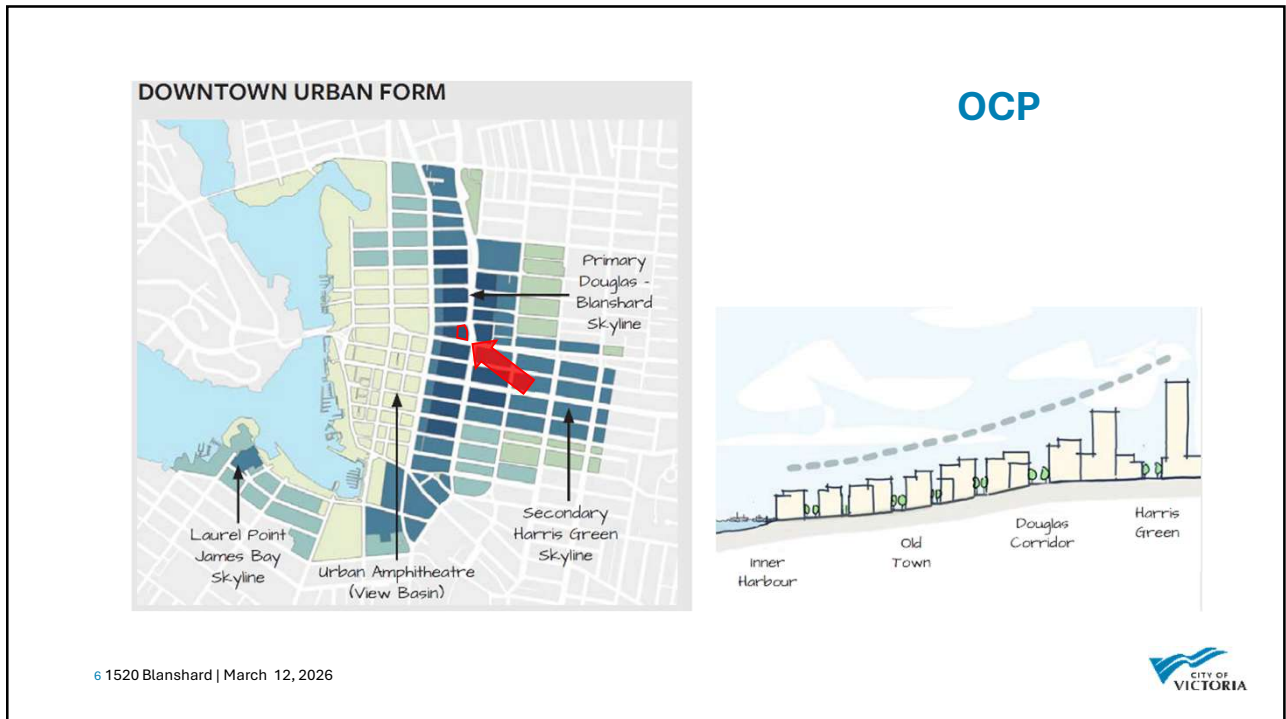 DOWNTOWN URBAN FORM
OCP
Primary
Douglas -
Blanshard
Skyline
Laurel Point
James Bay
Skyline
Urban Amphitheatre
(View Basin)
Secondary
Harris Green
Skyline
Inner
Harbour
Old
Town
Douglas
Corridor
Harris
Green
6 1520 Blanshard | March 12, 2026
CITY OF
VICTORIA